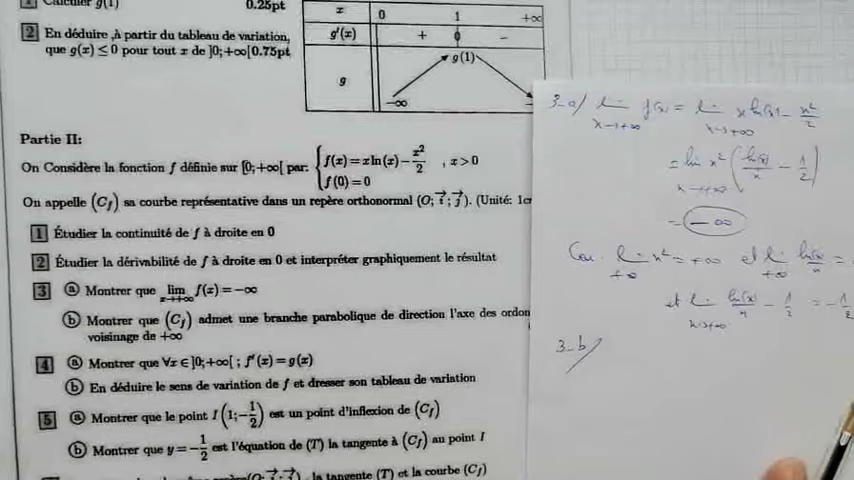 1 Calculer g(1) 0.25pt
2 En déduire ,à partir du tableau de variation,
que g(x) ≤ 0 pour tout x de ]0;+∞[ 0.75pt
x 0 1 +∞
g'(x) + 0 −
g −∞ g(1) −
Partie II:
On Considère la fonction f définie sur [0;+∞[ par: { f(x) = x ln(x) − x²/2 , x > 0
f(0) = 0
On appelle (Cf) sa courbe représentative dans un repère orthonormal (O; i⃗ ; j⃗). (Unité: 1c
1 Étudier la continuité de f à droite en 0
2 Étudier la dérivabilité de f à droite en 0 et interpréter graphiquement le résultat
3 a Montrer que lim x→+∞ f(x) = −∞
b Montrer que (Cf) admet une branche parabolique de direction l'axe des ordon
voisinage de +∞
4 a Montrer que ∀x ∈ ]0;+∞[ ; f'(x) = g(x)
b En déduire le sens de variation de f et dresser son tableau de variation
5 a Montrer que le point I(1; −1/2) est un point d'inflexion de (Cf)
b Montrer que y = −1/2 est l'équation de (T) la tangente à (Cf) au point I
(O; i⃗ ; j⃗) , la tangente (T) et la courbe (Cf)
3-a/ lim x→+∞ f(x) = lim x→+∞ x ln(x) − x²/2
= lim x→+∞ x² ( ln(x)/x − 1/2 )
= −∞
Car lim +∞ x² = +∞ et lim +∞ ln(x)/x =
et lim x→+∞ ln(x)/x − 1/2 = −1/2
3-b/